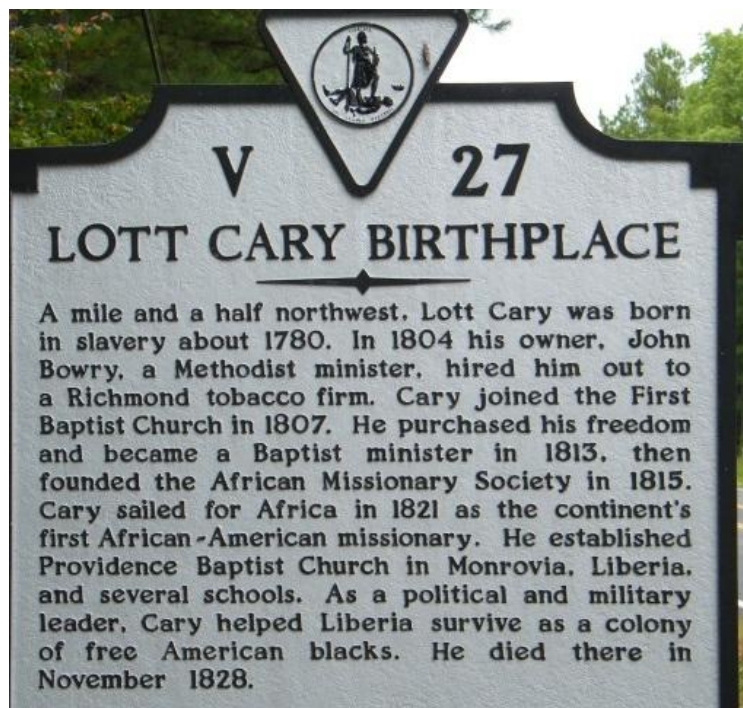 V 27
LOTT CARY BIRTHPLACE
A mile and a half northwest, Lott Cary was born
in slavery about 1780. In 1804 his owner, John
Bowry, a Methodist minister, hired him out to
a Richmond tobacco firm. Cary joined the First
Baptist Church in 1807. He purchased his freedom
and became a Baptist minister in 1813, then
founded the African Missionary Society in 1815.
Cary sailed for Africa in 1821 as the continent's
first African-American missionary. He established
Providence Baptist Church in Monrovia, Liberia,
and several schools. As a political and military
leader, Cary helped Liberia survive as a colony
of free American blacks. He died there in
November 1828.